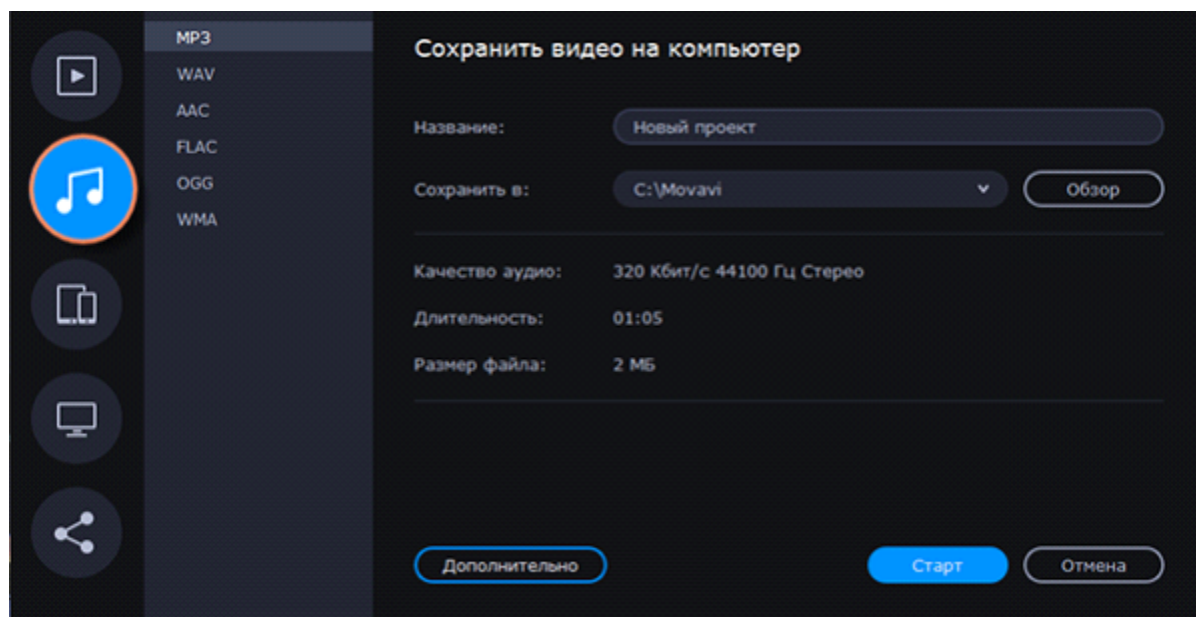 MP3
WAV
AAC
FLAC
OGG
WMA
Сохранить видео на компьютер
Название: Новый проект
Сохранить в: C:\Movavi Обзор
Качество аудио: 320 Кбит/с 44100 Гц Стерео
Длительность: 01:05
Размер файла: 2 МБ
Дополнительно Старт Отмена